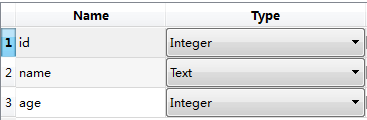 Name Type
1 id Integer
2 name Text
3 age Integer